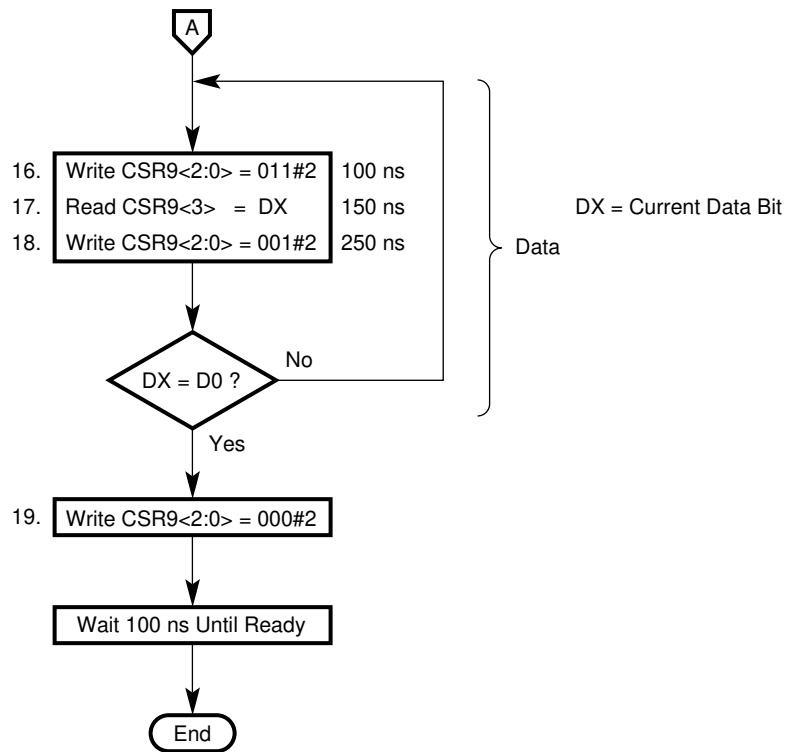 A
16. Write CSR9<2:0> = 011#2 100 ns
17. Read CSR9<3> = DX 150 ns
18. Write CSR9<2:0> = 001#2 250 ns
DX = Current Data Bit
Data
DX = D0 ?
No
Yes
19. Write CSR9<2:0> = 000#2
Wait 100 ns Until Ready
End